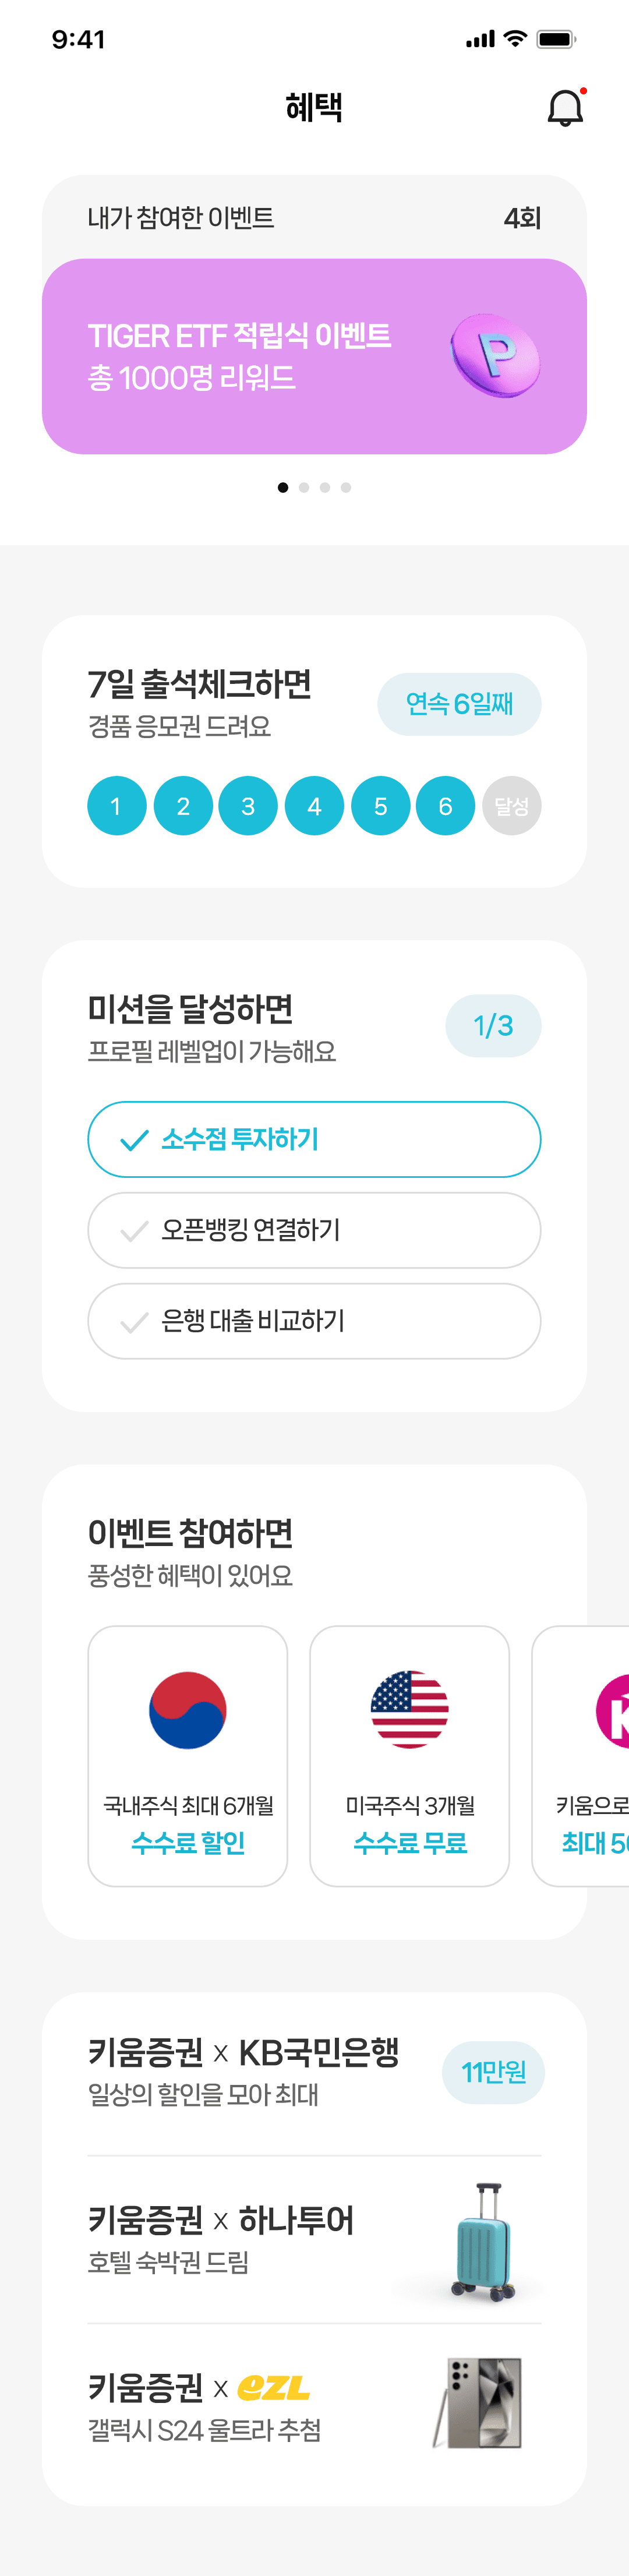 9:41
혜택
내가 참여한 이벤트 4회
TIGER ETF 적립식 이벤트
총 1000명 리워드
P
7일 출석체크하면
경품 응모권 드려요
연속 6일째
1 2 3 4 5 6 달성
미션을 달성하면
프로필 레벨업이 가능해요
1/3
소수점 투자하기
오픈뱅킹 연결하기
은행 대출 비교하기
이벤트 참여하면
풍성한 혜택이 있어요
국내주식 최대 6개월
수수료 할인
미국주식 3개월
수수료 무료
K
키움으로
최대 5
키움증권 X KB국민은행
일상의 할인을 모아 최대
11만원
키움증권 X 하나투어
호텔 숙박권 드림
키움증권 X ezl
갤럭시 S24 울트라 추첨